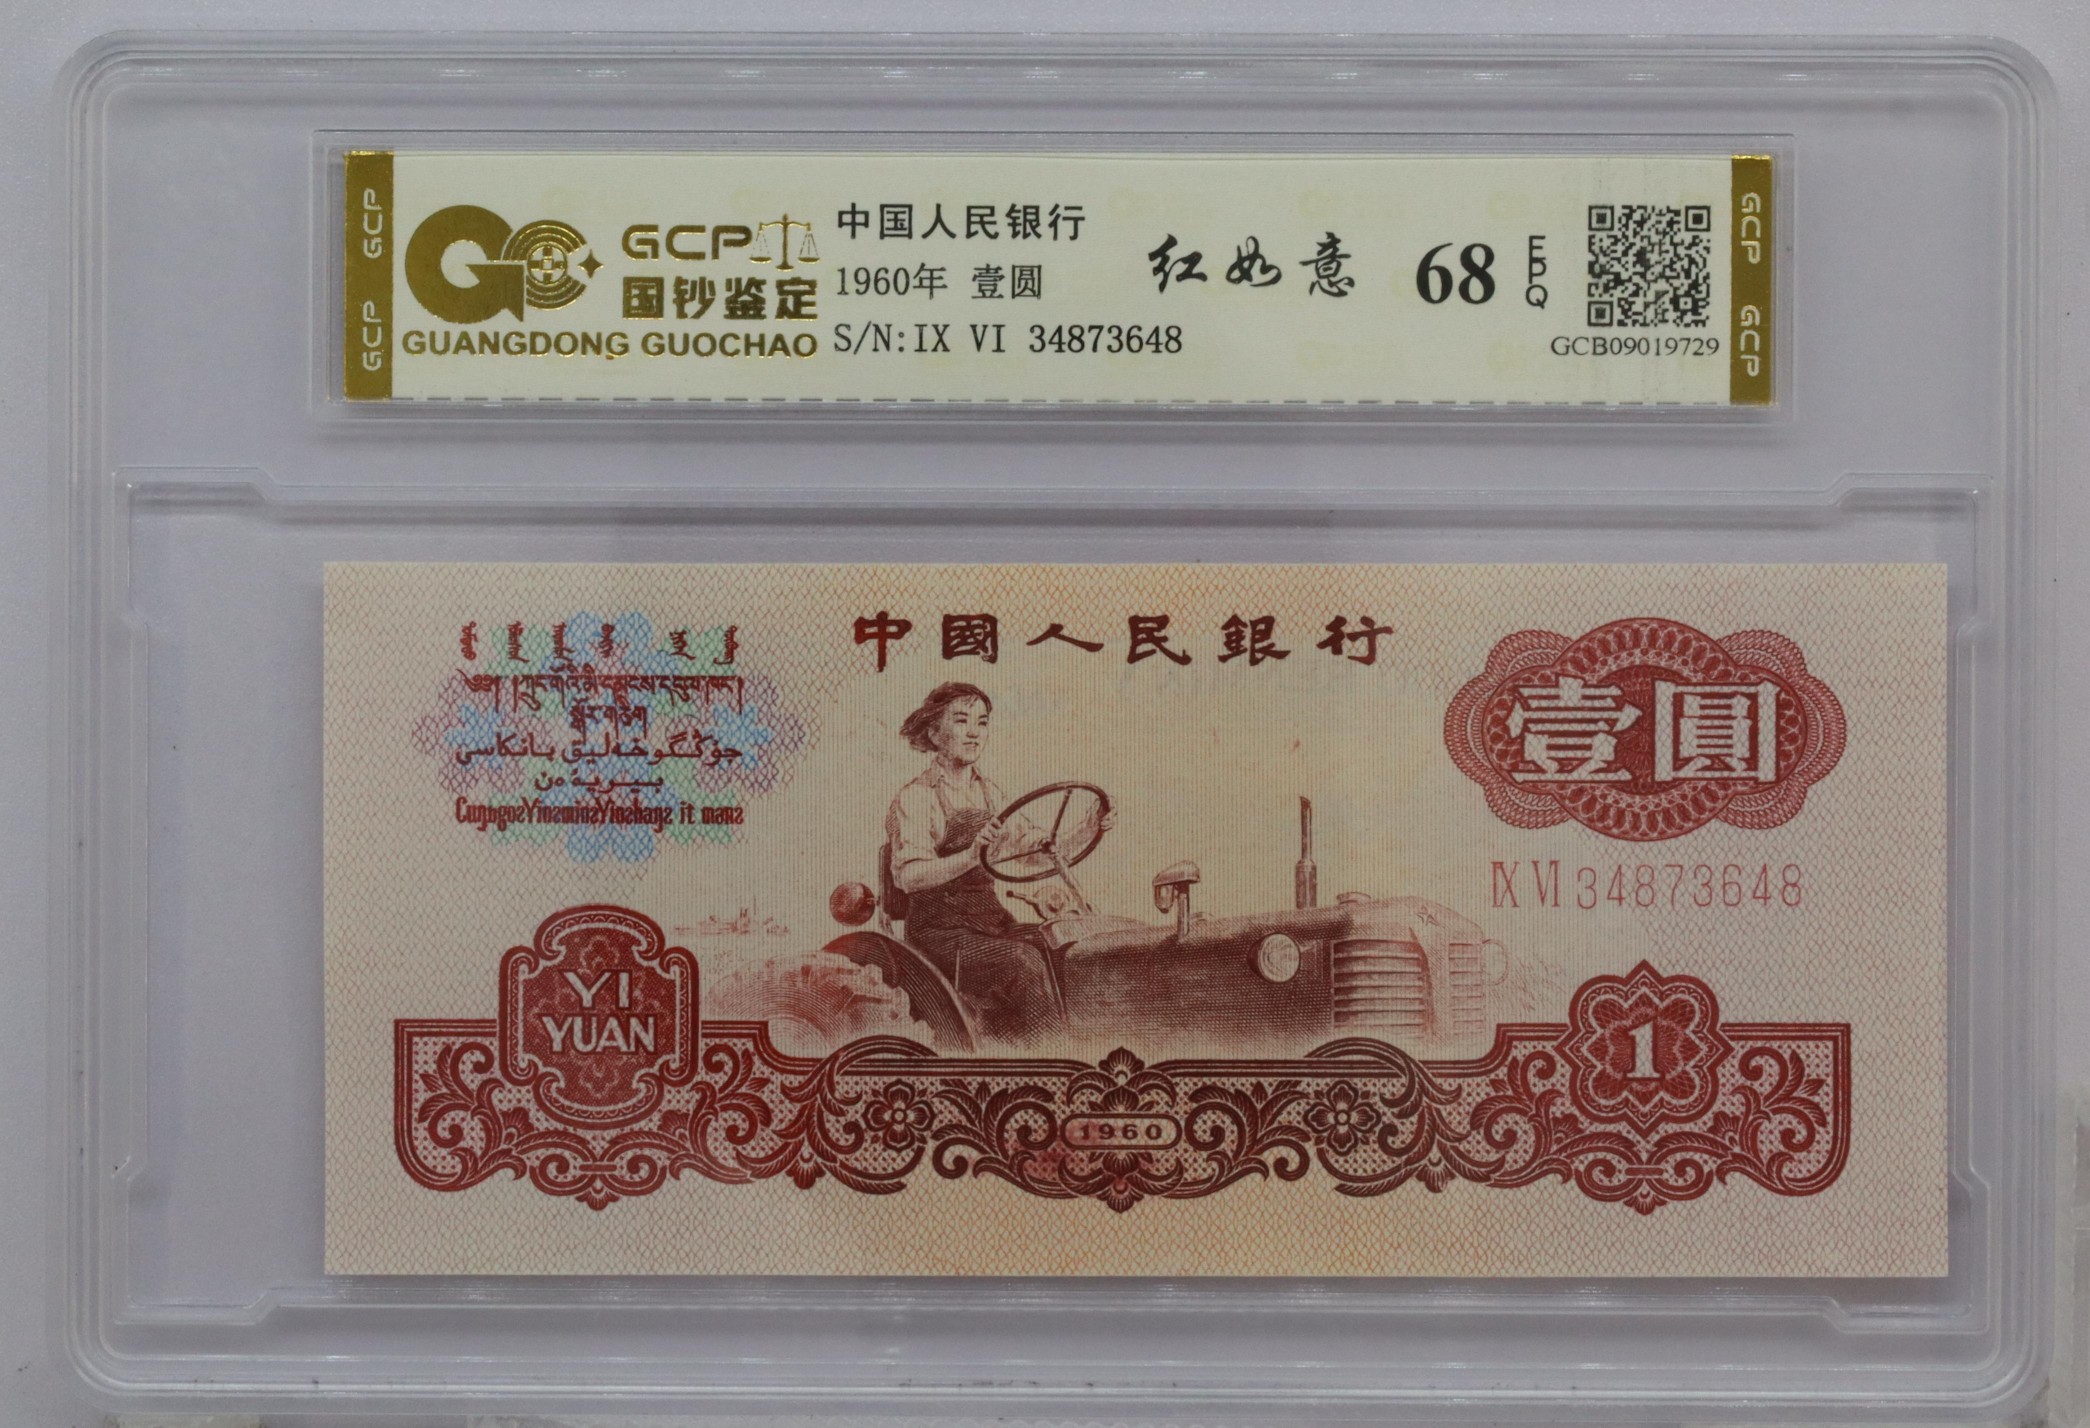 GCP
GCP
GCP
国钞鉴定
GUANGDONG GUOCHAO
中国人民银行
1960年 壹圆
S/N:IX VI 34873648
红如意
68
EPQ
GCB09019729
GCP
GCP
中國人民銀行
壹圓
IX VI 34873648
YI
YUAN
1960
1